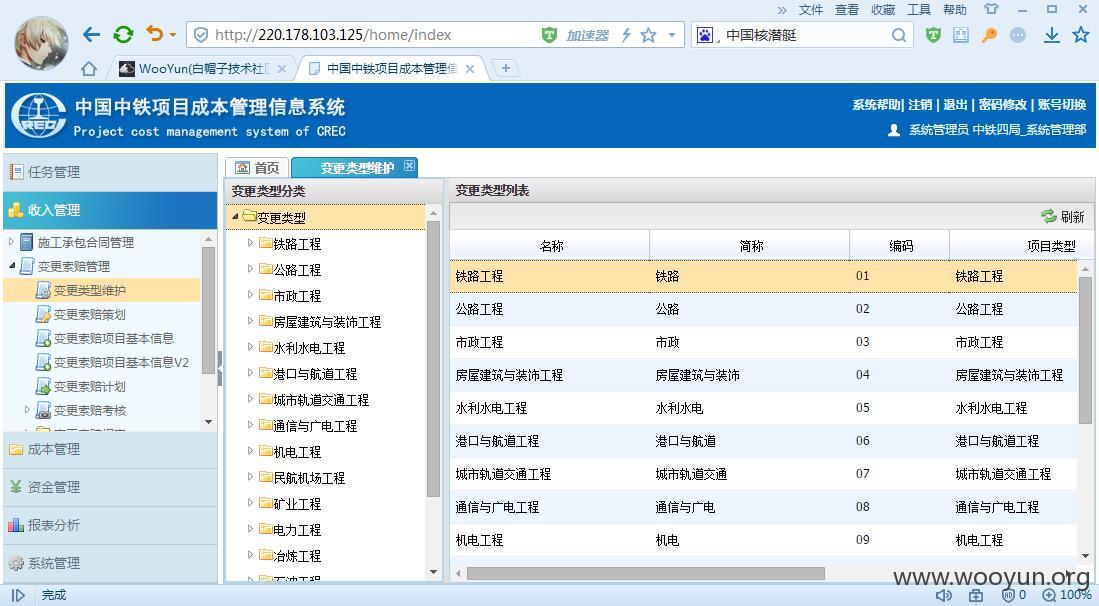 » 文件 查看 收藏 工具 帮助
http://220.178.103.125/home/index 加速器 中国核潜艇
WooYun(白帽子技术社区 中国中铁项目成本管理信
中国中铁项目成本管理信息系统
Project cost management system of CREC
CREC
系统帮助| 注销 | 退出 | 密码修改 | 账号切换
系统管理员 中铁四局_系统管理部
任务管理
收入管理
施工承包合同管理
变更索赔管理
变更类型维护
变更索赔策划
变更索赔项目基本信息
变更索赔项目基本信息V2
变更索赔计划
变更索赔考核
成本管理
资金管理
报表分析
系统管理
首页 变更类型维护
变更类型分类
变更类型
铁路工程
公路工程
市政工程
房屋建筑与装饰工程
水利水电工程
港口与航道工程
城市轨道交通工程
通信与广电工程
机电工程
民航机场工程
矿业工程
电力工程
冶炼工程
石油工程
变更类型列表
刷新
名称 简称 编码 项目类型
铁路工程 铁路 01 铁路工程
公路工程 公路 02 公路工程
市政工程 市政 03 市政工程
房屋建筑与装饰工程 房屋建筑与装饰 04 房屋建筑与装饰工程
水利水电工程 水利水电 05 水利水电工程
港口与航道工程 港口与航道 06 港口与航道工程
城市轨道交通工程 城市轨道交通 07 城市轨道交通工程
通信与广电工程 通信与广电 08 通信与广电工程
机电工程 机电 09 机电工程
www.wooyun.org
完成 0 100%